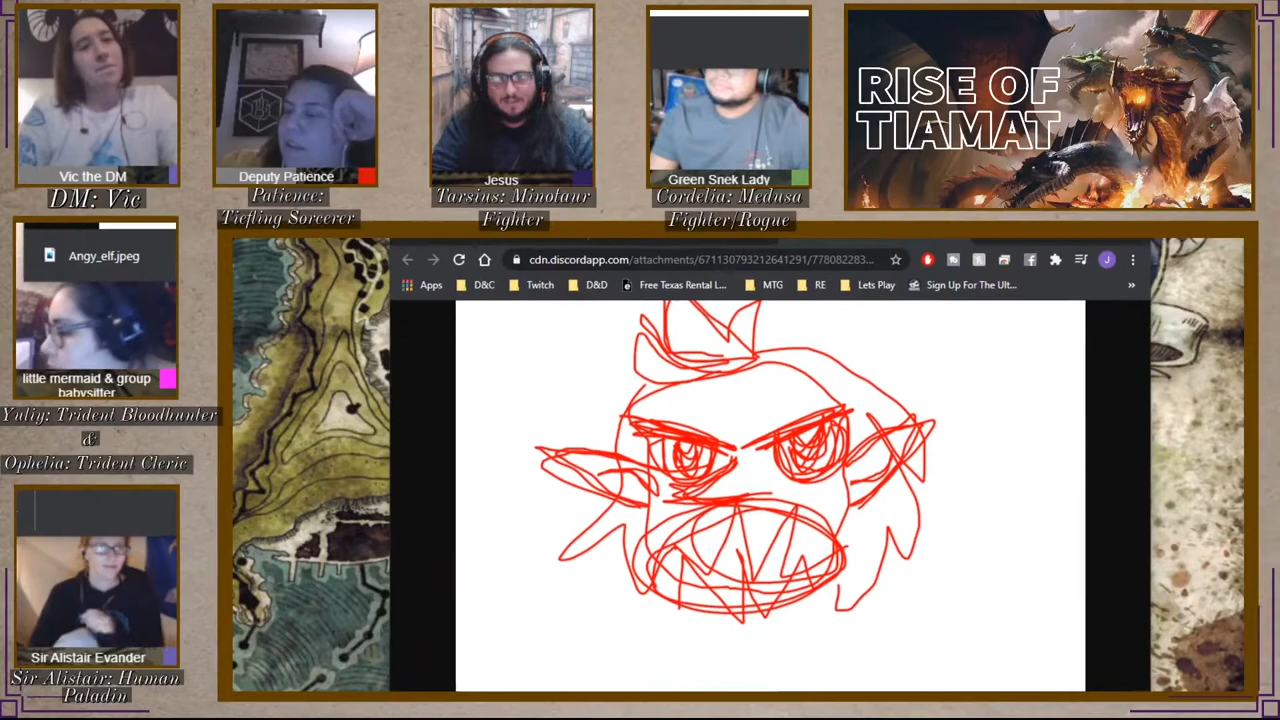 Vic the DM
DM: Vic
Deputy Patience
Patience:
Tiefling Sorcerer
Jesus
Tarsius: Minotaur
Fighter
Green Snek Lady
Cordelia: Medusa
Fighter/Rogue
RISE OF
TIAMAT
Angy_elf.jpeg
little mermaid & group
babysitter
Yuliy: Trident Bloodhunter
&
Ophelia: Trident Cleric
Sir Alistair Evander
Sir Alistair: Human
Paladin
cdn.discordapp.com/attachments/671130793212641291/778082283...
Apps D&C Twitch D&D Free Texas Rental L... MTG RE Lets Play Sign Up For The Ult... »